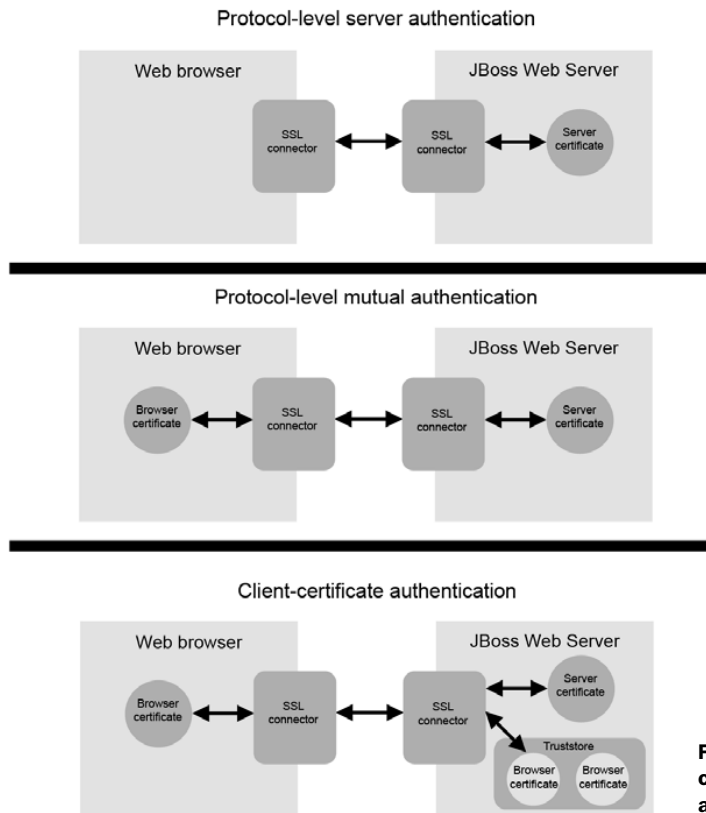 Protocol-level server authentication
Web browser
JBoss Web Server
SSL
connector
SSL
connector
Server
certificate
Protocol-level mutual authentication
Web browser
JBoss Web Server
Browser
certificate
SSL
connector
SSL
connector
Server
certificate
Client-certificate authentication
Web browser
JBoss Web Server
Browser
certificate
SSL
connector
SSL
connector
Server
certificate
Truststore
Browser
certificate
Browser
certificate